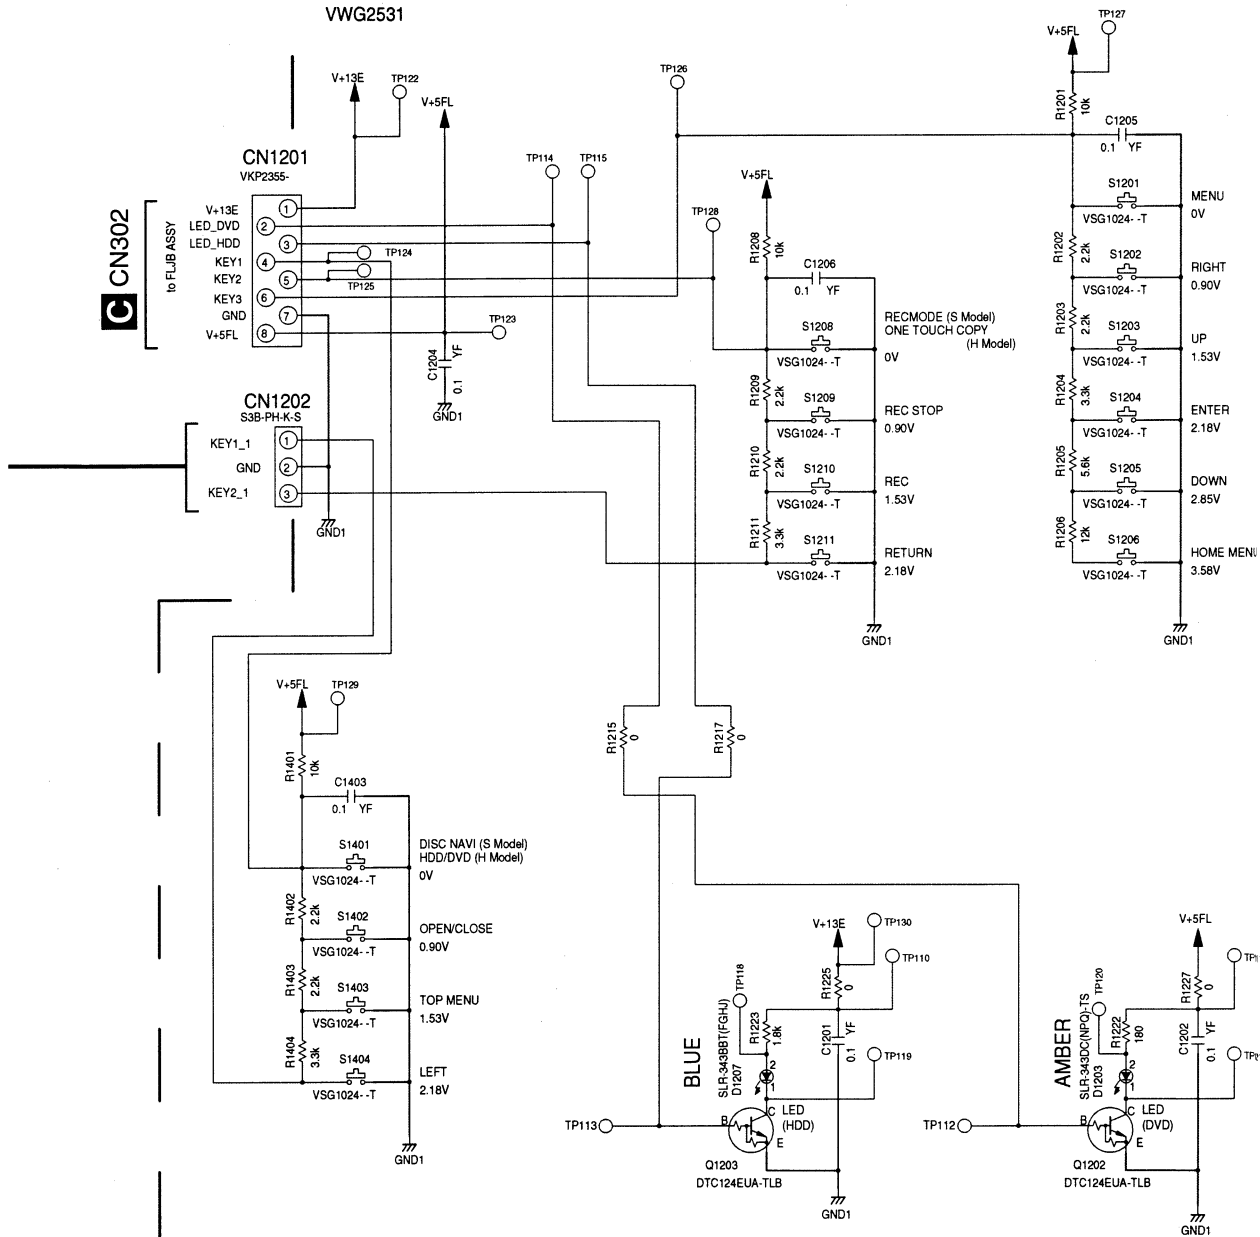 VWG2531
V+13E
TP122
V+5FL
TP126
V+5FL
TP127
R1201
10k
C1205
0.1 YF
CN1201
VKP2355-
TP114
TP115
V+5FL
TP128
S1201
VSG1024- -T
MENU
0V
C CN302
to FLJB ASSY
V+13E
1
LED_DVD
2
LED_HDD
3
KEY1
4
KEY2
5
KEY3
6
GND
7
V+5FL
8
TP124
TP125
TP123
C1204
0.1
YF
GND1
R1208
10k
C1206
0.1 YF
R1202
2.2k
S1202
VSG1024- -T
RIGHT
0.90V
S1208
VSG1024- -T
RECMODE (S Model)
ONE TOUCH COPY
(H Model)
0V
R1203
2.2k
S1203
VSG1024- -T
UP
1.53V
R1209
2.2k
S1209
VSG1024- -T
REC STOP
0.90V
R1204
3.3k
S1204
VSG1024- -T
ENTER
2.18V
CN1202
S3B-PH-K-S
KEY1_1
1
GND
2
KEY2_1
3
GND1
R1210
2.2k
S1210
VSG1024- -T
REC
1.53V
R1205
5.6k
S1205
VSG1024- -T
DOWN
2.85V
R1211
3.3k
S1211
VSG1024- -T
RETURN
2.18V
R1206
12k
S1206
VSG1024- -T
HOME MENU
3.58V
GND1
GND1
V+5FL
TP129
R1401
10k
C1403
0.1 YF
R1215
0
R1217
0
S1401
VSG1024- -T
DISC NAVI (S Model)
HDD/DVD (H Model)
0V
R1402
2.2k
S1402
VSG1024- -T
OPEN/CLOSE
0.90V
R1403
2.2k
S1403
VSG1024- -T
TOP MENU
1.53V
R1404
3.3k
S1404
VSG1024- -T
LEFT
2.18V
GND1
V+13E
TP130
TP110
R1225
0
TP118
R1223
1.8k
C1201
0.1
YF
TP119
BLUE
SLR-343BBT(FGHJ)
D1207
2
1
LED
(HDD)
TP113
B
C
E
Q1203
DTC124EUA-TLB
GND1
V+5FL
TP1
R1227
0
TP120
R1222
180
C1202
0.1
YF
AMBER
SLR-343DC(NPQ)-TS
D1203
2
1
LED
(DVD)
TP112
B
C
E
Q1202
DTC124EUA-TLB
GND1